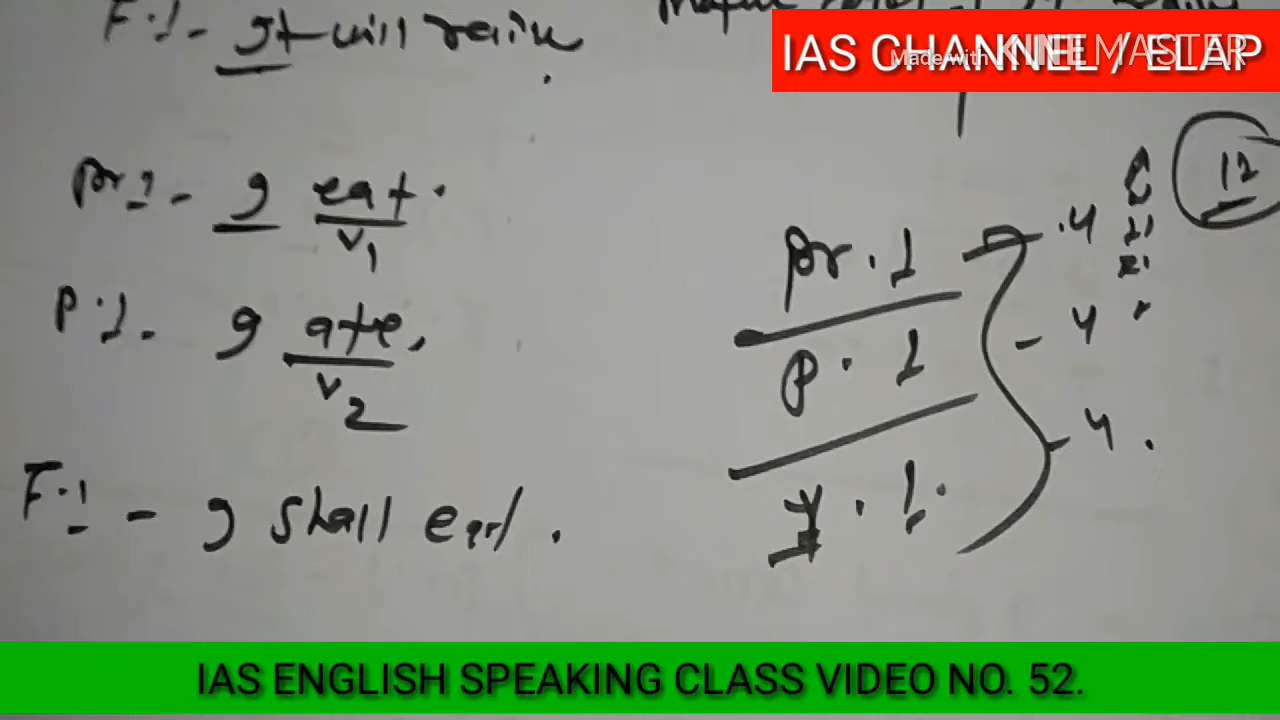 F.I - It will rain.
IAS CHANNEL / ELAP
Made with KINEMASTER
Pr.I - I eat.
V1
P.I - I ate.
V2
F.I - I shall eat.
12
Pr. I - 4
P. I - 4
F. I - 4
IAS ENGLISH SPEAKING CLASS VIDEO NO. 52.